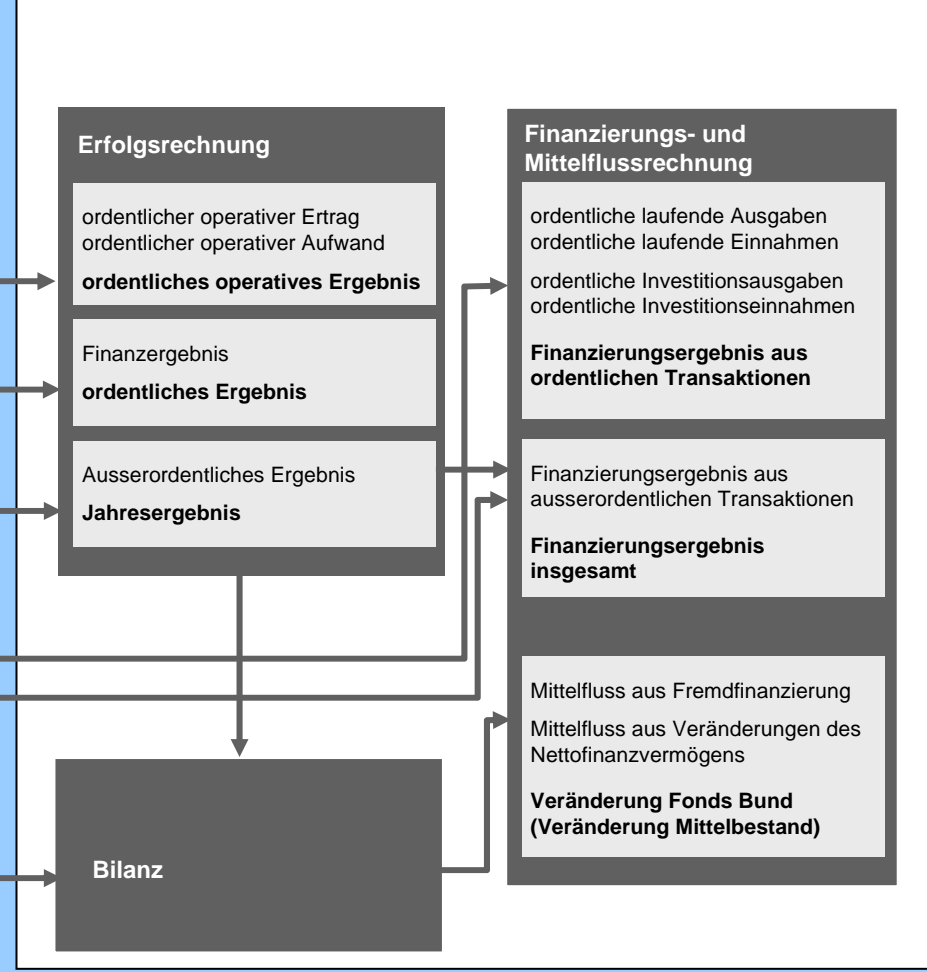 Erfolgsrechnung
ordentlicher operativer Ertrag
ordentlicher operativer Aufwand
ordentliches operatives Ergebnis
Finanzergebnis
ordentliches Ergebnis
Ausserordentliches Ergebnis
Jahresergebnis
Bilanz
Finanzierungs- und
Mittelflussrechnung
ordentliche laufende Ausgaben
ordentliche laufende Einnahmen
ordentliche Investitionsausgaben
ordentliche Investitionseinnahmen
Finanzierungsergebnis aus
ordentlichen Transaktionen
Finanzierungsergebnis aus
ausserordentlichen Transaktionen
Finanzierungsergebnis
insgesamt
Mittelfluss aus Fremdfinanzierung
Mittelfluss aus Veränderungen des
Nettofinanzvermögens
Veränderung Fonds Bund
(Veränderung Mittelbestand)